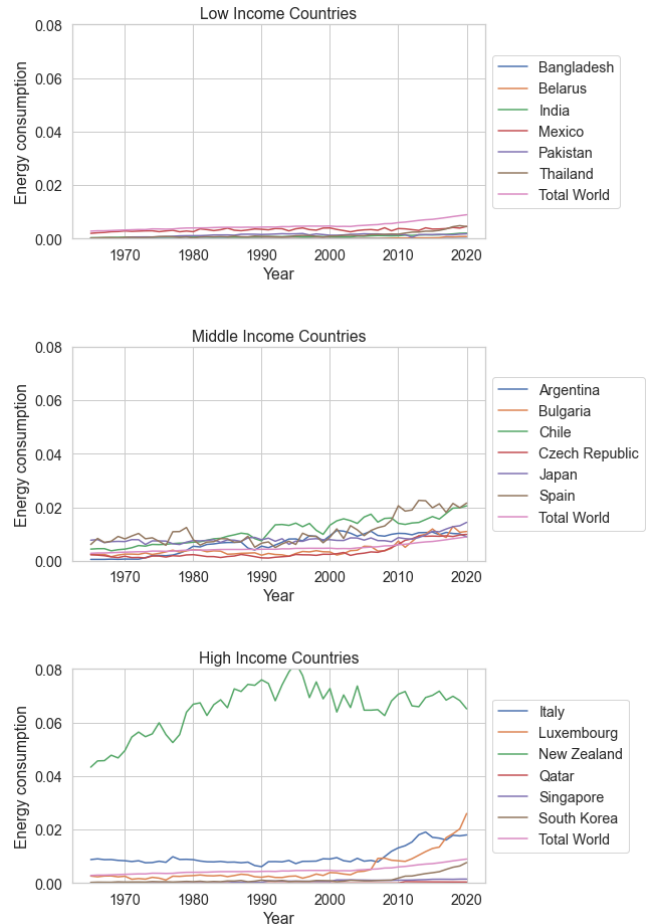 Low Income Countries
0.08
0.06
0.04
0.02
0.00
Energy consumption
1970 1980 1990 2000 2010 2020
Year
Bangladesh
Belarus
India
Mexico
Pakistan
Thailand
Total World
Middle Income Countries
0.08
0.06
0.04
0.02
0.00
Energy consumption
1970 1980 1990 2000 2010 2020
Year
Argentina
Bulgaria
Chile
Czech Republic
Japan
Spain
Total World
High Income Countries
0.08
0.06
0.04
0.02
0.00
Energy consumption
1970 1980 1990 2000 2010 2020
Year
Italy
Luxembourg
New Zealand
Qatar
Singapore
South Korea
Total World